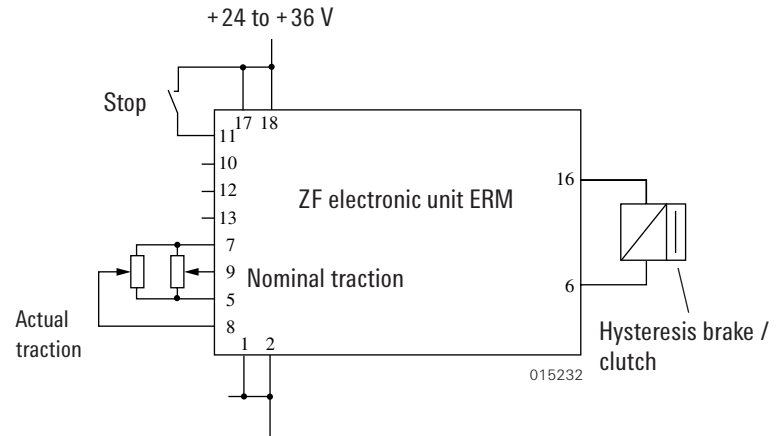 +24 to +36 V
Stop
17 18
11
10
12
13
7
9
5
8
ZF electronic unit ERM
16
6
Nominal traction
Actual
traction
1 2
Hysteresis brake /
clutch
015232